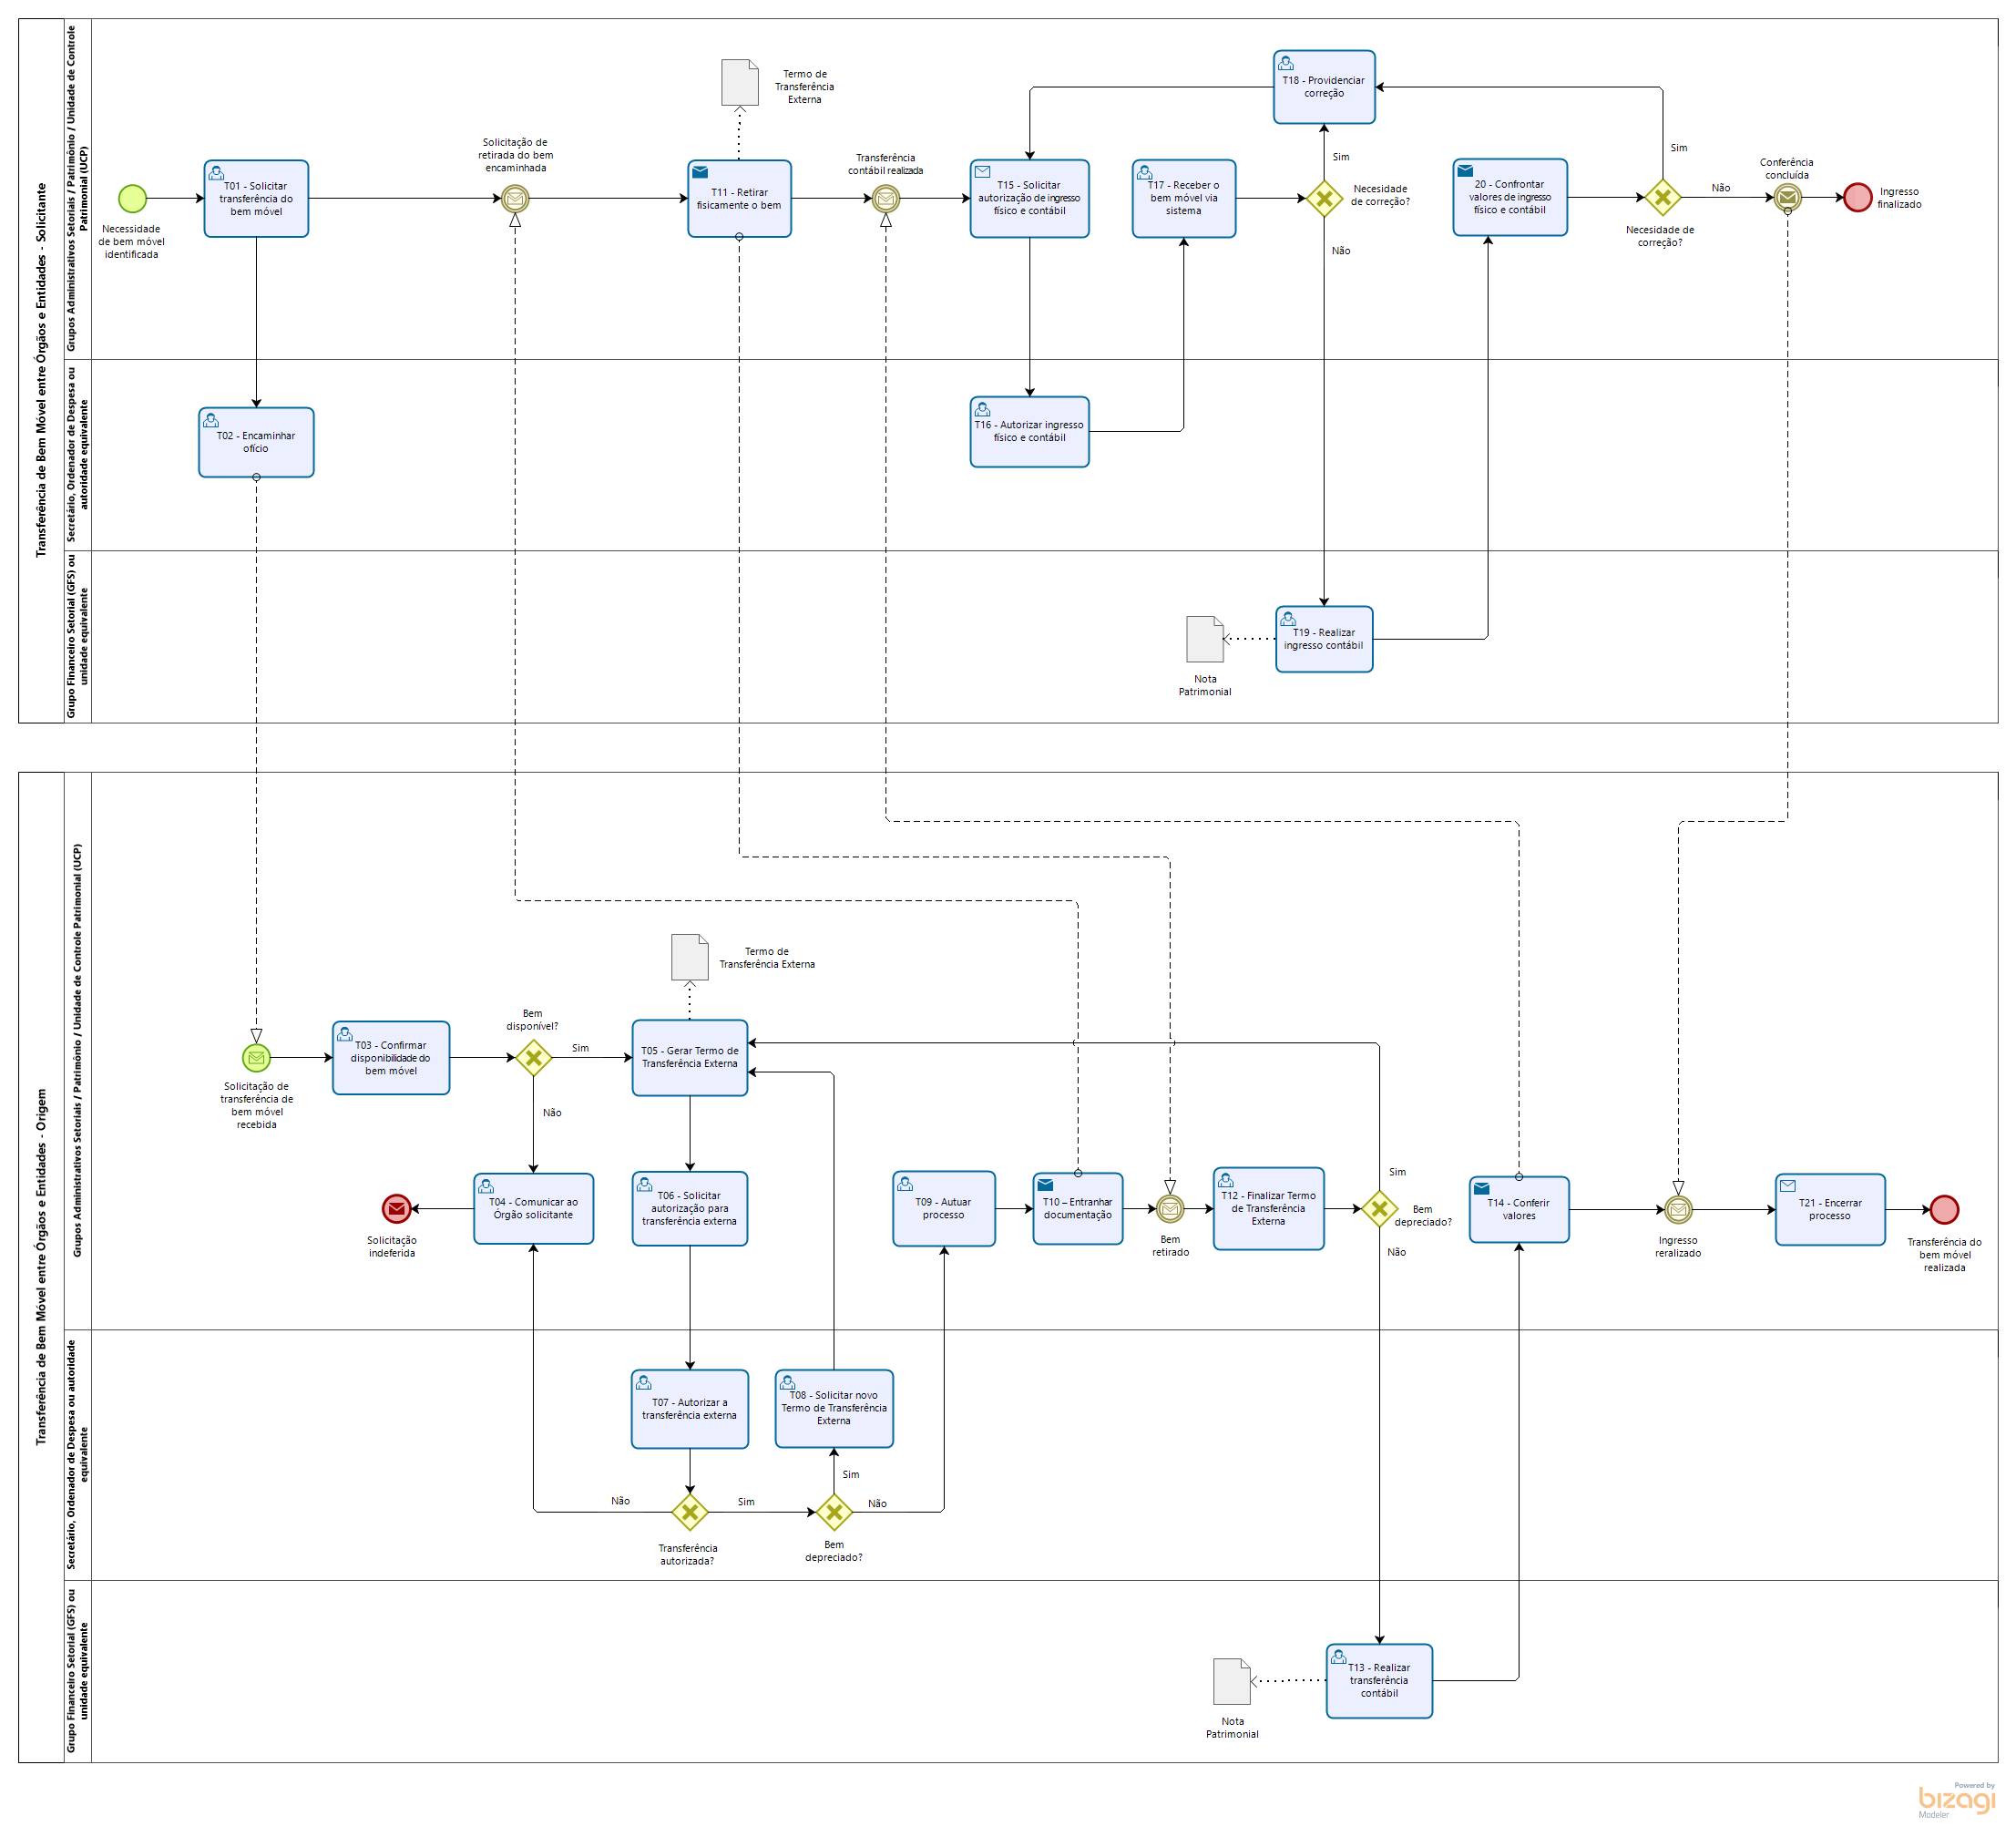 Transferência de Bem Móvel entre Órgãos e Entidades - Solicitante
Grupos Administrativos Setoriais / Patrimônio / Unidade de Controle
Patrimonial (UCP)
Necessidade
de bem móvel
identificada
T01 - Solicitar
transferência do
bem móvel
Solicitação de
retirada do bem
encaminhada
Termo de
Transferência
Externa
T11 - Retirar
fisicamente o bem
Transferência
contábil realizada
T15 - Solicitar
autorização de ingresso
físico e contábil
T17 - Receber o
bem móvel via
sistema
T18 - Providenciar
correção
Sim
Necesidade
de correção?
Não
20 - Confrontar
valores de ingresso
físico e contábil
Sim
Necesidade de
correção?
Não
Conferência
concluída
Ingresso
finalizado
Secretário, Ordenador de Despesa ou
autoridade equivalente
T02 - Encaminhar
ofício
T16 - Autorizar ingresso
físico e contábil
Grupo Financeiro Setorial (GFS) ou
unidade equivalente
T19 - Realizar
ingresso contábil
Nota
Patrimonial
Transferência de Bem Móvel entre Órgãos e Entidades - Origem
Grupos Administrativos Setoriais / Patrimônio / Unidade de Controle Patrimonial (UCP)
Solicitação de
transferência de
bem móvel
recebida
T03 - Confirmar
disponibilidade do
bem móvel
Bem
disponível?
Sim
Não
Termo de
Transferência Externa
T05 - Gerar Termo de
Transferência Externa
T04 - Comunicar ao
Órgão solicitante
Solicitação
indeferida
T06 - Solicitar
autorização para
transferência externa
T09 - Autuar
processo
T10 – Entranhar
documentação
Bem
retirado
T12 - Finalizar Termo
de Transferência
Externa
Sim
Bem
depreciado?
Não
T14 - Conferir
valores
Ingresso
reralizado
T21 - Encerrar
processo
Transferência do
bem móvel
realizada
Secretário, Ordenador de Despesa ou autoridade
equivalente
T07 - Autorizar a
transferência externa
T08 - Solicitar novo
Termo de Transferência
Externa
Não
Transferência
autorizada?
Sim
Sim
Bem
depreciado?
Não
Grupo Financeiro Setorial (GFS) ou
unidade equivalente
T13 - Realizar
transferência
contábil
Nota
Patrimonial
Powered by
bizagi
Modeler